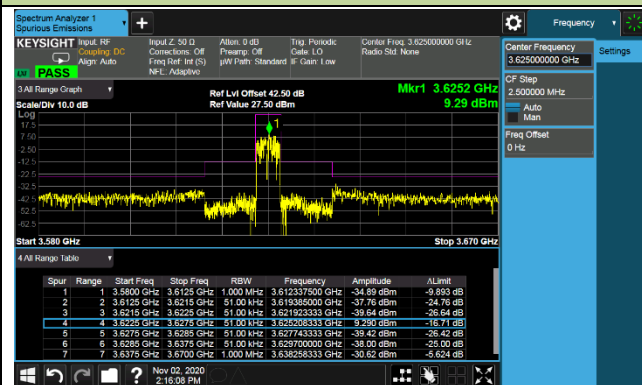 Spectrum Analyzer 1
Spurious Emissions
+
Frequency
KEYSIGHT
Input: RF
Coupling: DC
Align: Auto
Input Z: 50 Ω
Corrections: Off
Freq Ref: Int (S)
NFE: Adaptive
Atten: 0 dB
Preamp: Off
µW Path: Standard
Trig: Periodic
Gate: LO
IF Gain: Low
Center Freq: 3.625000000 GHz
Radio Std: None
PASS
Center Frequency
3.625000000 GHz
Settings
CF Step
2.500000 MHz
Auto
Man
Freq Offset
0 Hz
3 All Range Graph
Ref Lvl Offset 42.50 dB
Mkr1 3.6252 GHz
Scale/Div 10.0 dB
Ref Value 27.50 dBm
9.29 dBm
Log
17.5
7.50
-2.50
-12.5
-22.5
-32.5
-42.5
-52.5
-62.5
1
Start 3.580 GHz
Stop 3.670 GHz
4 All Range Table
Spur Range Start Freq Stop Freq RBW Frequency Amplitude ΔLimit
1 1 3.5800 GHz 3.6125 GHz 1.000 MHz 3.612337500 GHz -34.89 dBm -9.893 dB
2 2 3.6125 GHz 3.6215 GHz 51.00 kHz 3.619385000 GHz -37.76 dBm -24.76 dB
3 3 3.6215 GHz 3.6225 GHz 51.00 kHz 3.621923333 GHz -39.64 dBm -26.64 dB
4 4 3.6225 GHz 3.6275 GHz 51.00 kHz 3.625208333 GHz 9.290 dBm -16.71 dB
5 5 3.6275 GHz 3.6285 GHz 51.00 kHz 3.627743333 GHz -39.42 dBm -26.42 dB
6 6 3.6285 GHz 3.6375 GHz 51.00 kHz 3.629700000 GHz -38.00 dBm -25.00 dB
7 7 3.6375 GHz 3.6700 GHz 1.000 MHz 3.638258333 GHz -30.62 dBm -5.624 dB
?
Nov 02, 2020
2:16:08 PM